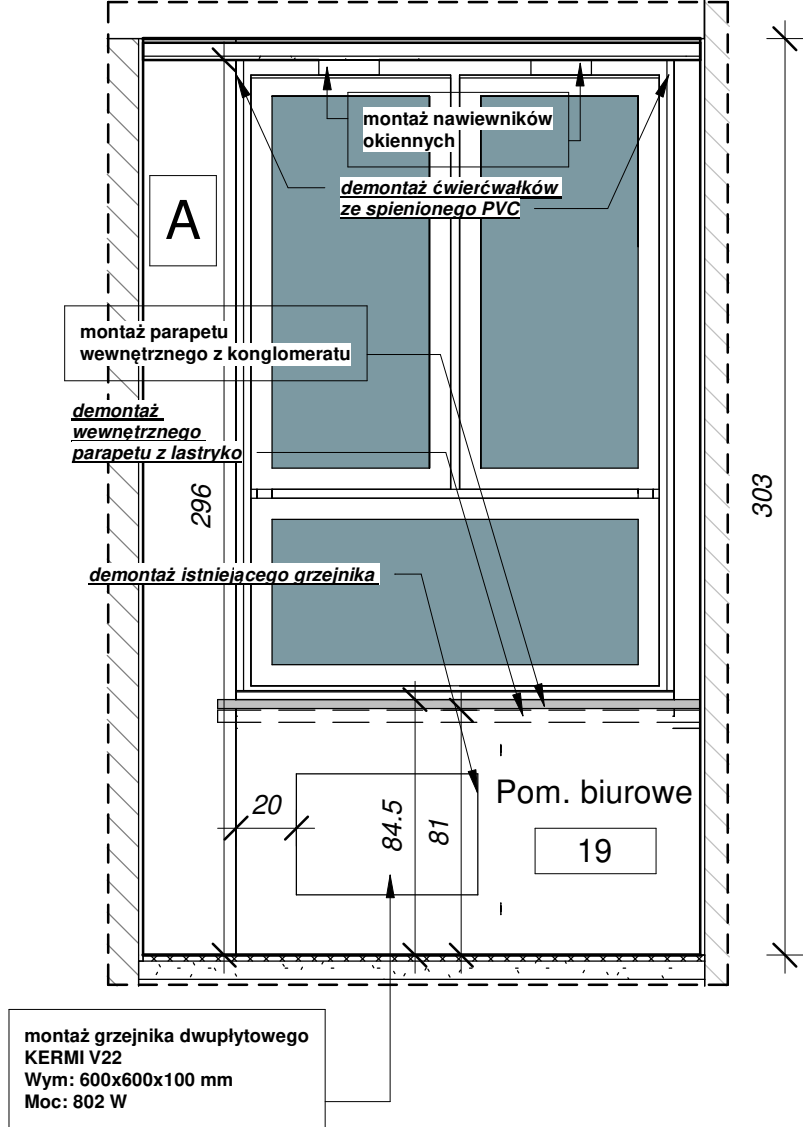 montaż nawiewników
okiennych
demontaż ćwierćwałków
ze spienionego PVC
A
montaż parapetu
wewnętrznego z konglomeratu
demontaż
wewnętrznego
parapetu z lastryko
296
303
demontaż istniejącego grzejnika
20
84.5
81
Pom. biurowe
19
montaż grzejnika dwupłytowego
KERMI V22
Wym: 600x600x100 mm
Moc: 802 W